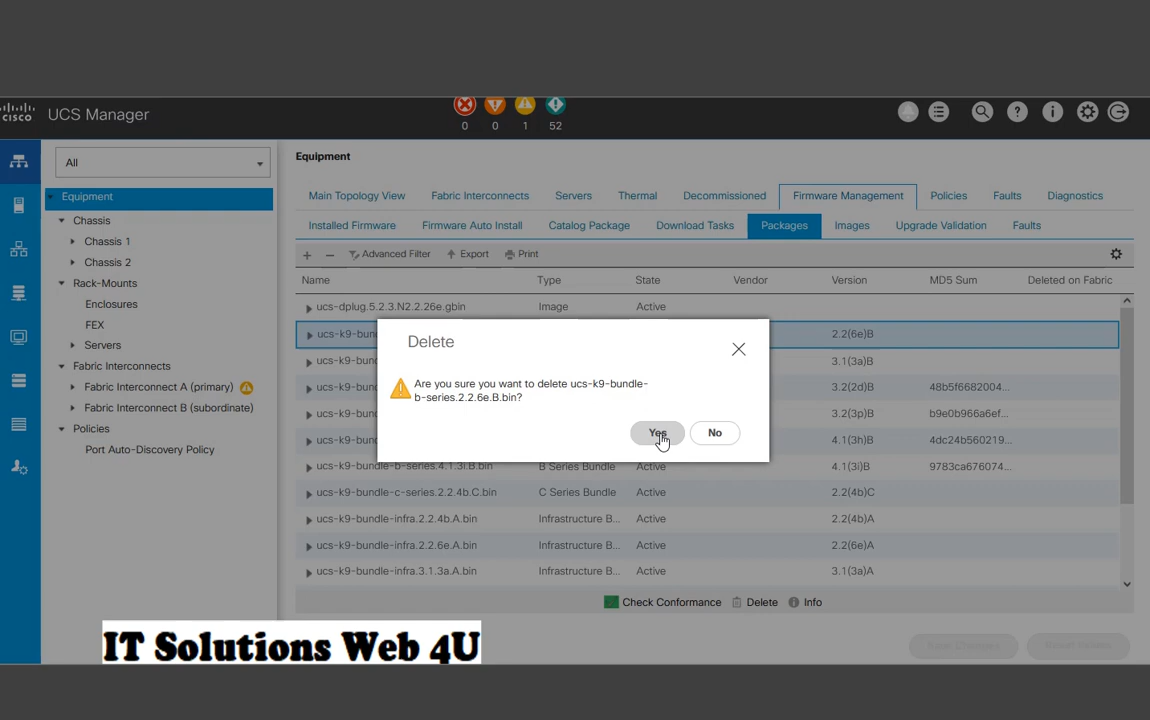 CISCO
UCS Manager
0 0 1 52
All
Equipment
Chassis
Chassis 1
Chassis 2
Rack-Mounts
Enclosures
FEX
Servers
Fabric Interconnects
Fabric Interconnect A (primary)
Fabric Interconnect B (subordinate)
Policies
Port Auto-Discovery Policy
Equipment
Main Topology View Fabric Interconnects Servers Thermal Decommissioned Firmware Management Policies Faults Diagnostics
Installed Firmware Firmware Auto Install Catalog Package Download Tasks Packages Images Upgrade Validation Faults
+ − Advanced Filter Export Print
Name Type State Vendor Version MD5 Sum Deleted on Fabric
ucs-dplug.5.2.3.N2.2.26e.gbin Image Active
ucs-k9-bun 2.2(6e)B
ucs-k9-bun 3.1(3a)B
ucs-k9-bun 3.2(2d)B 48b5f6682004...
ucs-k9-bun 3.2(3p)B b9e0b966a6ef...
ucs-k9-bun 4.1(3h)B 4dc24b560219...
ucs-k9-bundle-b-series.4.1.3i.B.bin B Series Bundle Active 4.1(3i)B 9783ca676074...
ucs-k9-bundle-c-series.2.2.4b.C.bin C Series Bundle Active 2.2(4b)C
ucs-k9-bundle-infra.2.2.4b.A.bin Infrastructure B... Active 2.2(4b)A
ucs-k9-bundle-infra.2.2.6e.A.bin Infrastructure B... Active 2.2(6e)A
ucs-k9-bundle-infra.3.1.3a.A.bin Infrastructure B... Active 3.1(3a)A
Check Conformance Delete Info
Delete
Are you sure you want to delete ucs-k9-bundle-
b-series.2.2.6e.B.bin?
Yes No
IT Solutions Web 4U